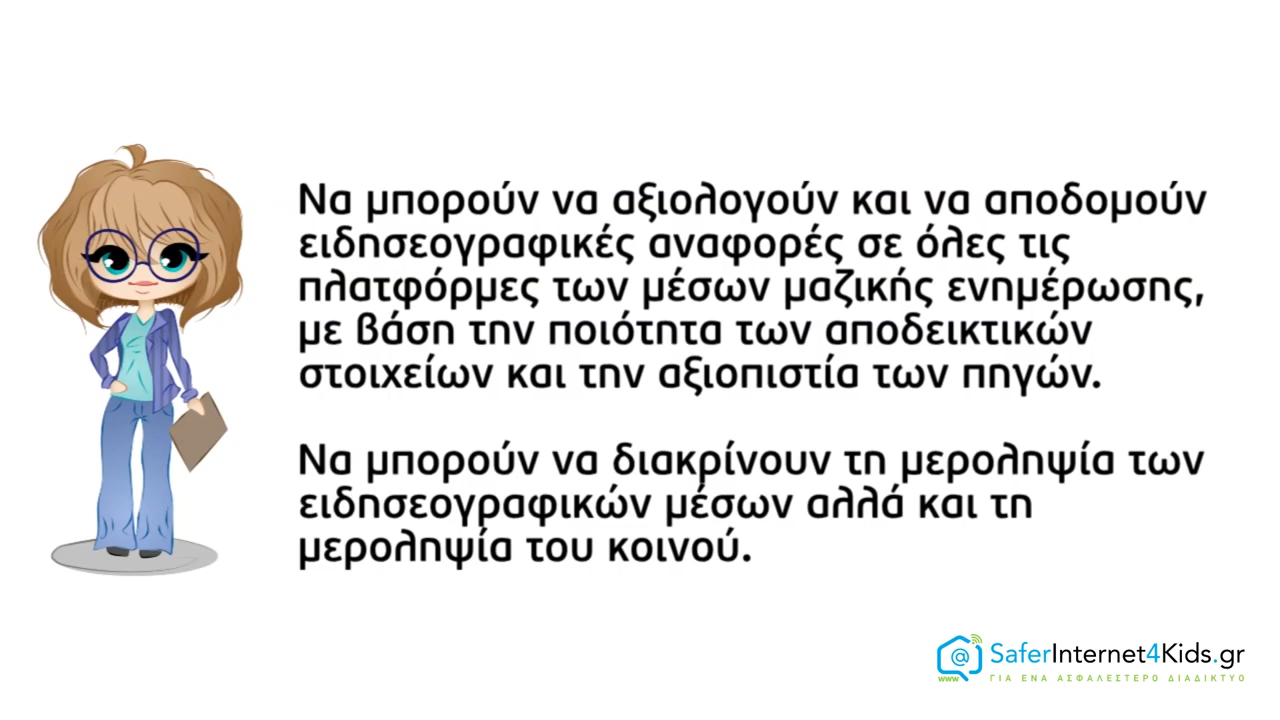 Να μπορούν να αξιολογούν και να αποδομούν
ειδησεογραφικές αναφορές σε όλες τις
πλατφόρμες των μέσων μαζικής ενημέρωσης,
με βάση την ποιότητα των αποδεικτικών
στοιχείων και την αξιοπιστία των πηγών.
Να μπορούν να διακρίνουν τη μεροληψία των
ειδησεογραφικών μέσων αλλά και τη
μεροληψία του κοινού.
@
www
SaferInternet4Kids.gr
ΓΙΑ ΕΝΑ ΑΣΦΑΛΕΣΤΕΡΟ ΔΙΑΔΙΚΤΥΟ